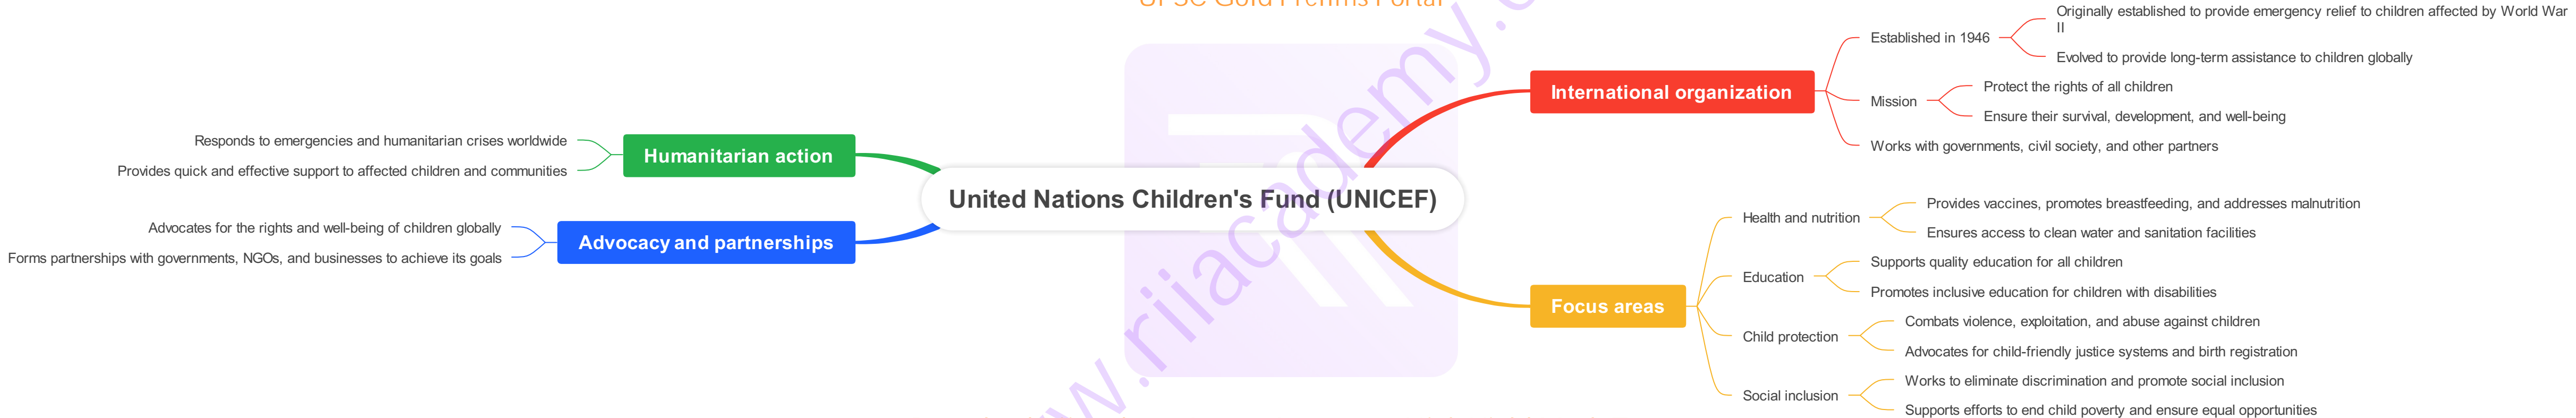 UPSC Gold Prelims Portal
Originally established to provide emergency relief to children affected by World War
II
Established in 1946
Evolved to provide long-term assistance to children globally
International organization
Mission
Protect the rights of all children
Ensure their survival, development, and well-being
Works with governments, civil society, and other partners
Responds to emergencies and humanitarian crises worldwide
Humanitarian action
Provides quick and effective support to affected children and communities
United Nations Children's Fund (UNICEF)
Advocates for the rights and well-being of children globally
Advocacy and partnerships
Forms partnerships with governments, NGOs, and businesses to achieve its goals
Focus areas
Health and nutrition
Provides vaccines, promotes breastfeeding, and addresses malnutrition
Ensures access to clean water and sanitation facilities
Education
Supports quality education for all children
Promotes inclusive education for children with disabilities
Child protection
Combats violence, exploitation, and abuse against children
Advocates for child-friendly justice systems and birth registration
Social inclusion
Works to eliminate discrimination and promote social inclusion
Supports efforts to end child poverty and ensure equal opportunities